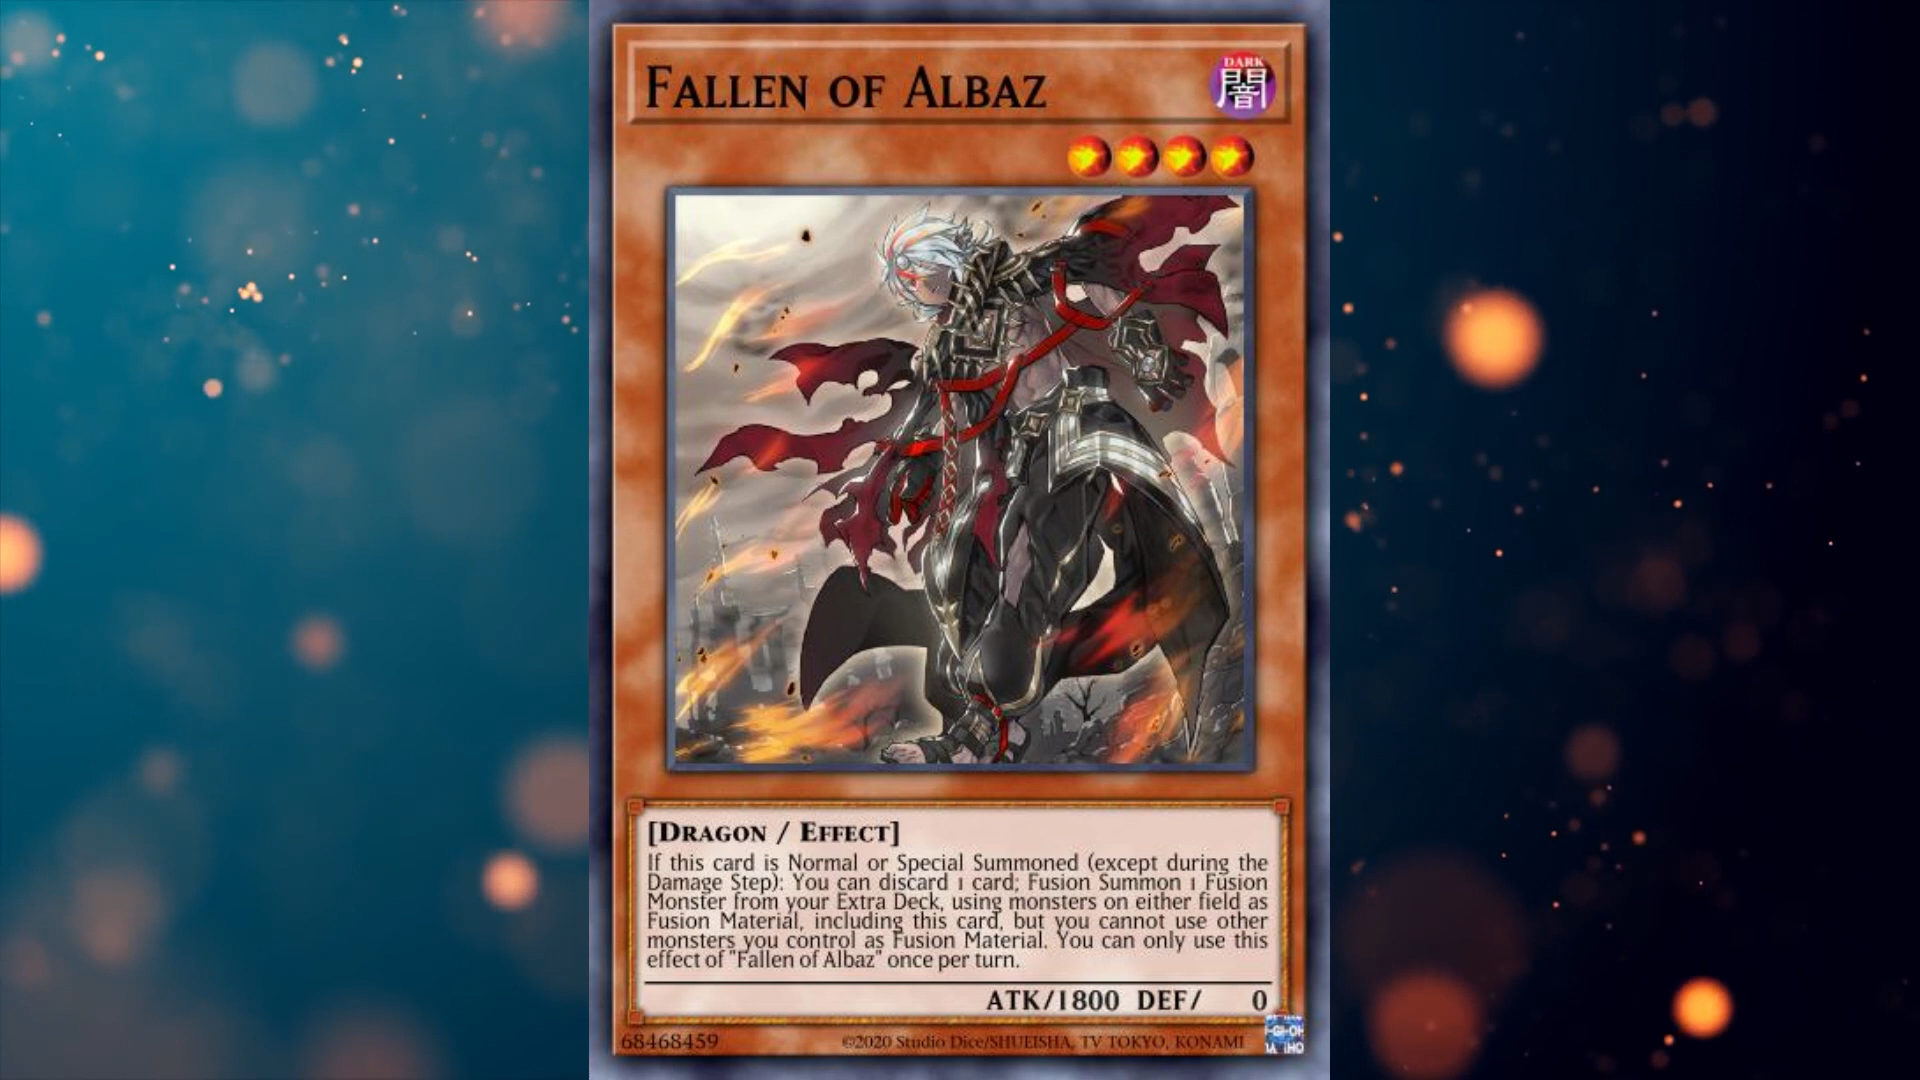 FALLEN OF ALBAZ
DARK
闇
[DRAGON / EFFECT]
If this card is Normal or Special Summoned (except during the
Damage Step): You can discard 1 card; Fusion Summon 1 Fusion
Monster from your Extra Deck, using monsters on either field as
Fusion Material, including this card, but you cannot use other
monsters you control as Fusion Material. You can only use this
effect of "Fallen of Albaz" once per turn.
ATK/1800 DEF/ 0
68468459
©2020 Studio Dice/SHUEISHA, TV TOKYO, KONAMI